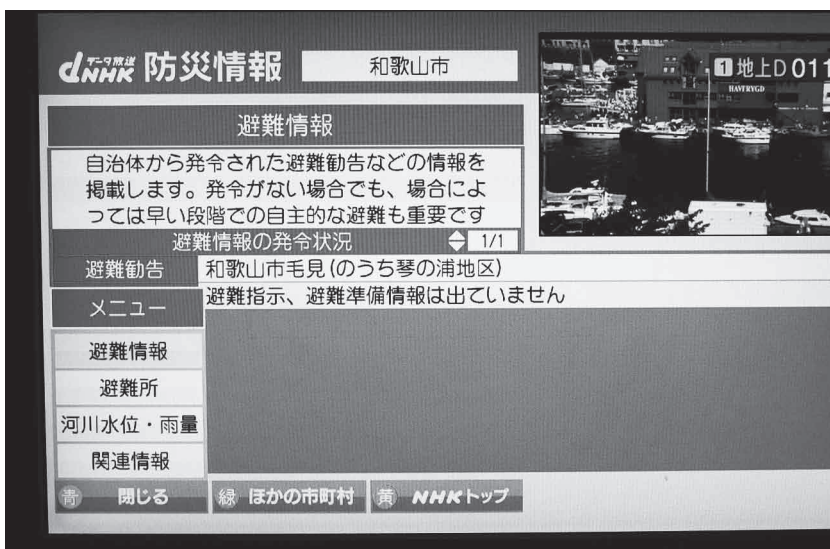 データ放送
dNHK 防災情報 和歌山市
1 地上D 011
HAVFRYGD
避難情報
自治体から発令された避難勧告などの情報を
掲載します。発令がない場合でも、場合によ
っては早い段階での自主的な避難も重要です
避難情報の発令状況 1/1
避難勧告 和歌山市毛見(のうち琴の浦地区)
避難指示、避難準備情報は出ていません
メニュー
避難情報
避難所
河川水位・雨量
関連情報
青 閉じる 緑 ほかの市町村 黄 NHKトップ